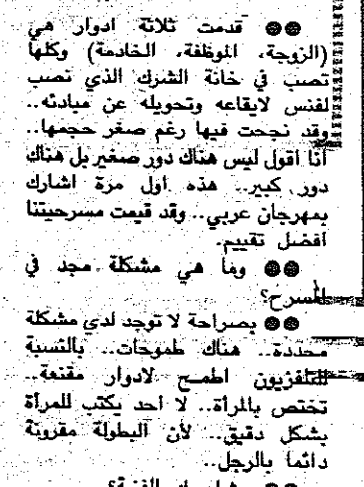 ●● قدمت ثلاثة ادوار هي
(الزوجة، الموظفة، الخادمة) وكلها
تصب في خانة الشرك الذي نصب
لفنس لايقاعه وتحويله عن مبادئه..
وقد نجحت فيها رغم صغر حجمها..
أنا اقول ليس هناك دور صغير بل هناك
دور كبير.. هذه اول مرة اشارك
بمهرجان عربي.. وقد قيمت مسرحيتنا
افضل تقييم.
●● وما هي مشكلة مجد في
المسرح؟
●● بصراحة لا توجد لدي مشكلة
محددة.. هناك طموحات.. بالنسبة
للتلفزيون اطمح لادوار مقنعة..
تختص بالمرأة.. لا احد يكتب للمرأة
بشكل دقيق.. لأن البطولة مقرونة
دائما بالرجل..